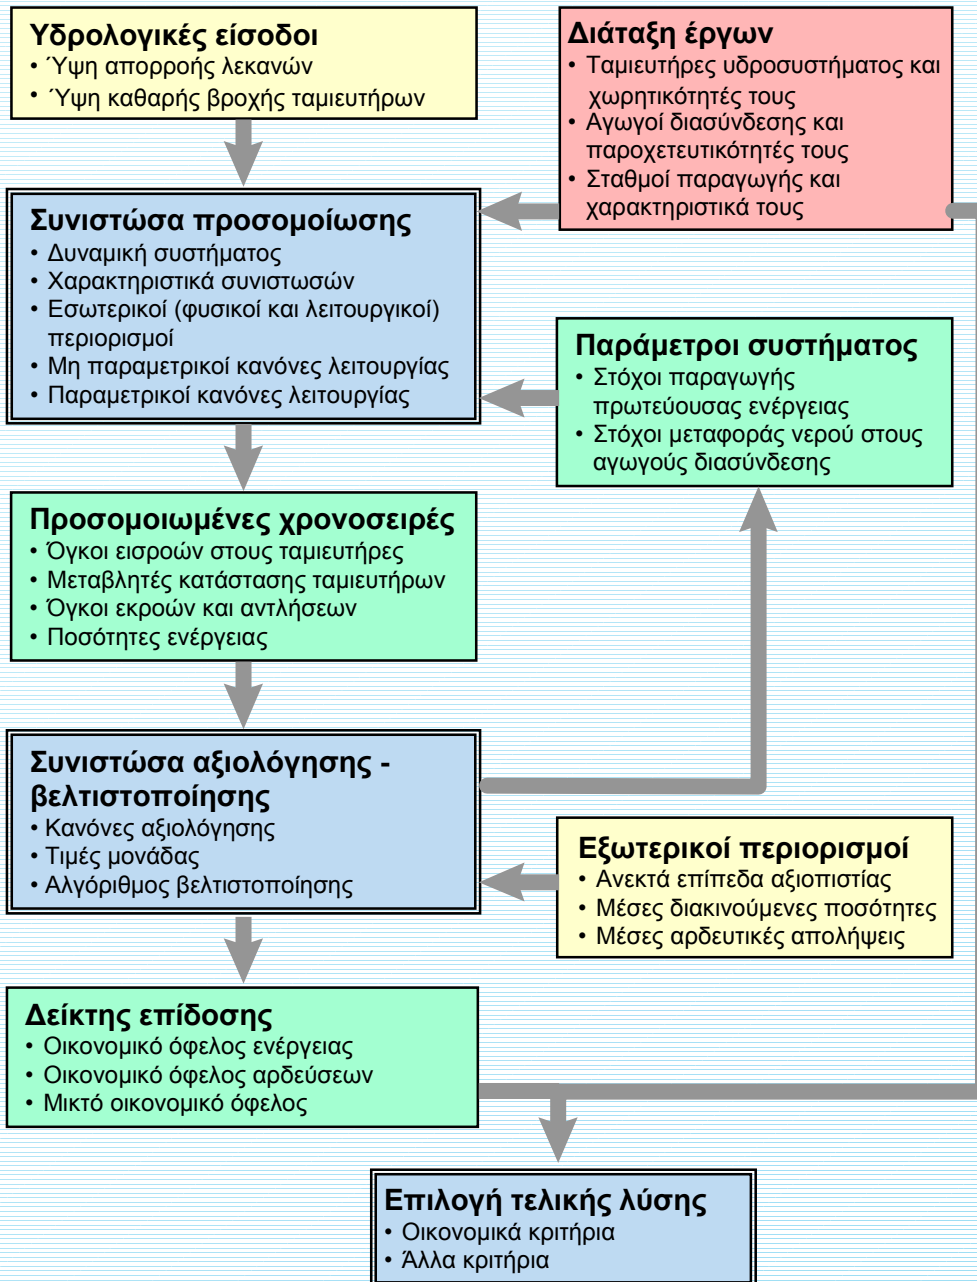 Υδρολογικές είσοδοι
• Ύψη απορροής λεκανών
• Ύψη καθαρής βροχής ταμιευτήρων
Διάταξη έργων
• Ταμιευτήρες υδροσυστήματος και
χωρητικότητές τους
• Αγωγοί διασύνδεσης και
παροχετευτικότητές τους
• Σταθμοί παραγωγής και
χαρακτηριστικά τους
Συνιστώσα προσομοίωσης
• Δυναμική συστήματος
• Χαρακτηριστικά συνιστωσών
• Εσωτερικοί (φυσικοί και λειτουργικοί)
περιορισμοί
• Μη παραμετρικοί κανόνες λειτουργίας
• Παραμετρικοί κανόνες λειτουργίας
Παράμετροι συστήματος
• Στόχοι παραγωγής
πρωτεύουσας ενέργειας
• Στόχοι μεταφοράς νερού στους
αγωγούς διασύνδεσης
Προσομοιωμένες χρονοσειρές
• Όγκοι εισροών στους ταμιευτήρες
• Μεταβλητές κατάστασης ταμιευτήρων
• Όγκοι εκροών και αντλήσεων
• Ποσότητες ενέργειας
Συνιστώσα αξιολόγησης -
βελτιστοποίησης
• Κανόνες αξιολόγησης
• Τιμές μονάδας
• Αλγόριθμος βελτιστοποίησης
Εξωτερικοί περιορισμοί
• Ανεκτά επίπεδα αξιοπιστίας
• Μέσες διακινούμενες ποσότητες
• Μέσες αρδευτικές απολήψεις
Δείκτης επίδοσης
• Οικονομικό όφελος ενέργειας
• Οικονομικό όφελος αρδεύσεων
• Μικτό οικονομικό όφελος
Επιλογή τελικής λύσης
• Οικονομικά κριτήρια
• Άλλα κριτήρια